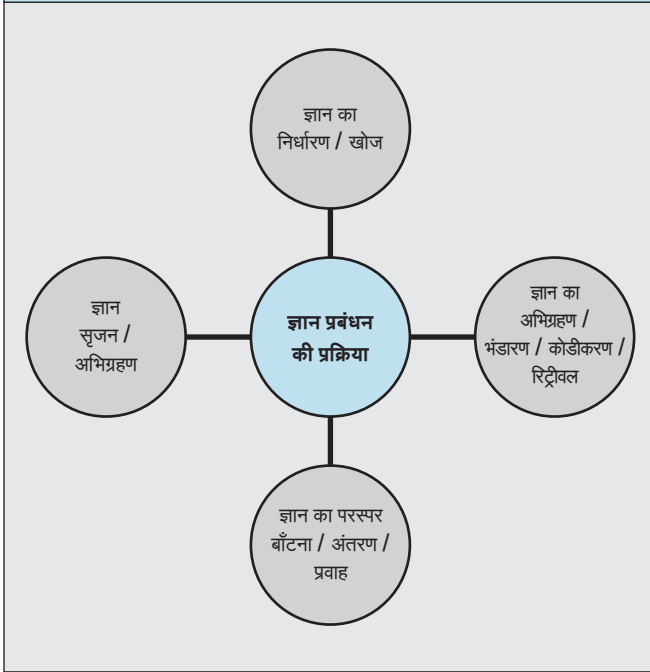 ज्ञान का
निर्धारण / खोज
ज्ञान
सृजन /
अभिग्रहण
ज्ञान प्रबंधन
की प्रक्रिया
ज्ञान का
अभिग्रहण /
भंडारण / कोडीकरण /
रिट्रीवल
ज्ञान का परस्पर
बाँटना / अंतरण /
प्रवाह